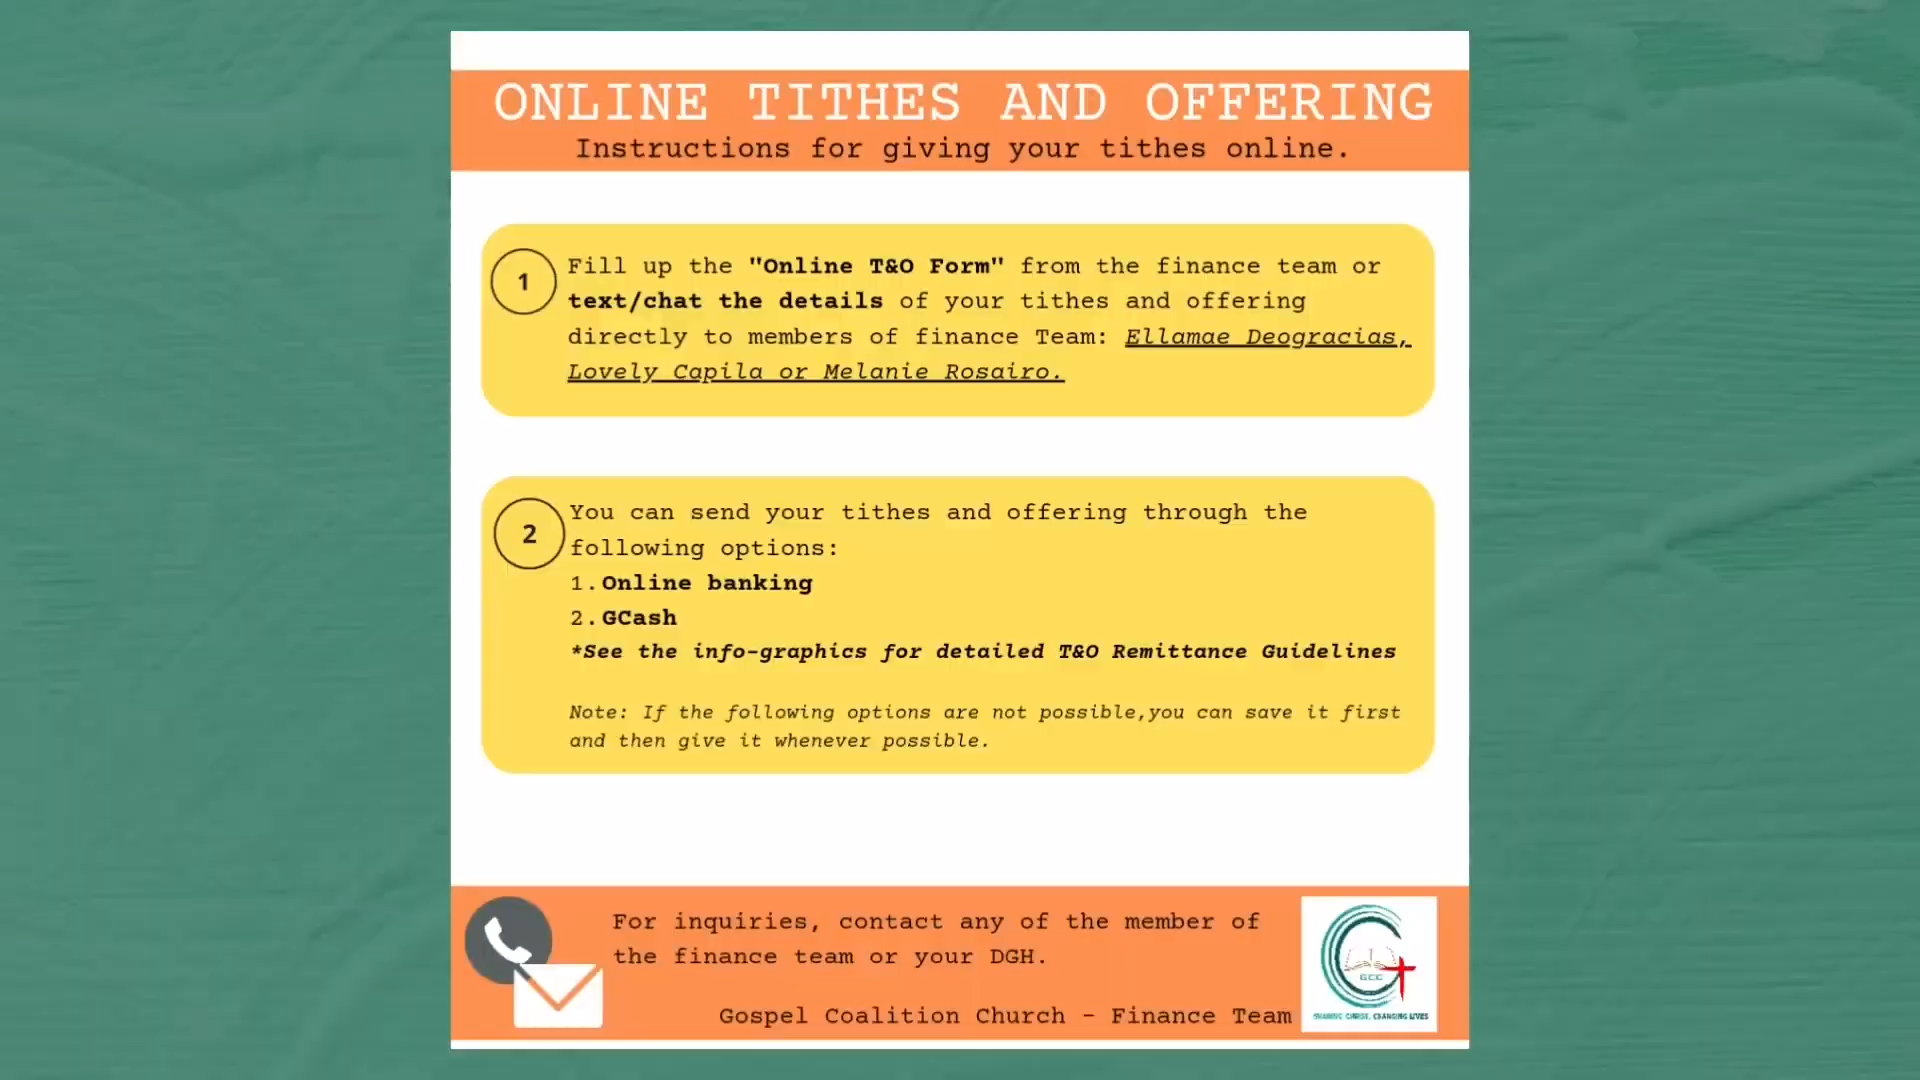 ONLINE TITHES AND OFFERING
Instructions for giving your tithes online.
1
Fill up the "Online T&O Form" from the finance team or
text/chat the details of your tithes and offering
directly to members of finance Team: Ellamae Deogracias,
Lovely Capila or Melanie Rosairo.
2
You can send your tithes and offering through the
following options:
1. Online banking
2. GCash
*See the info-graphics for detailed T&O Remittance Guidelines
Note: If the following options are not possible,you can save it first
and then give it whenever possible.
For inquiries, contact any of the member of
the finance team or your DGH.
Gospel Coalition Church - Finance Team
GCC
SHARING CHRIST, CHANGING LIVES